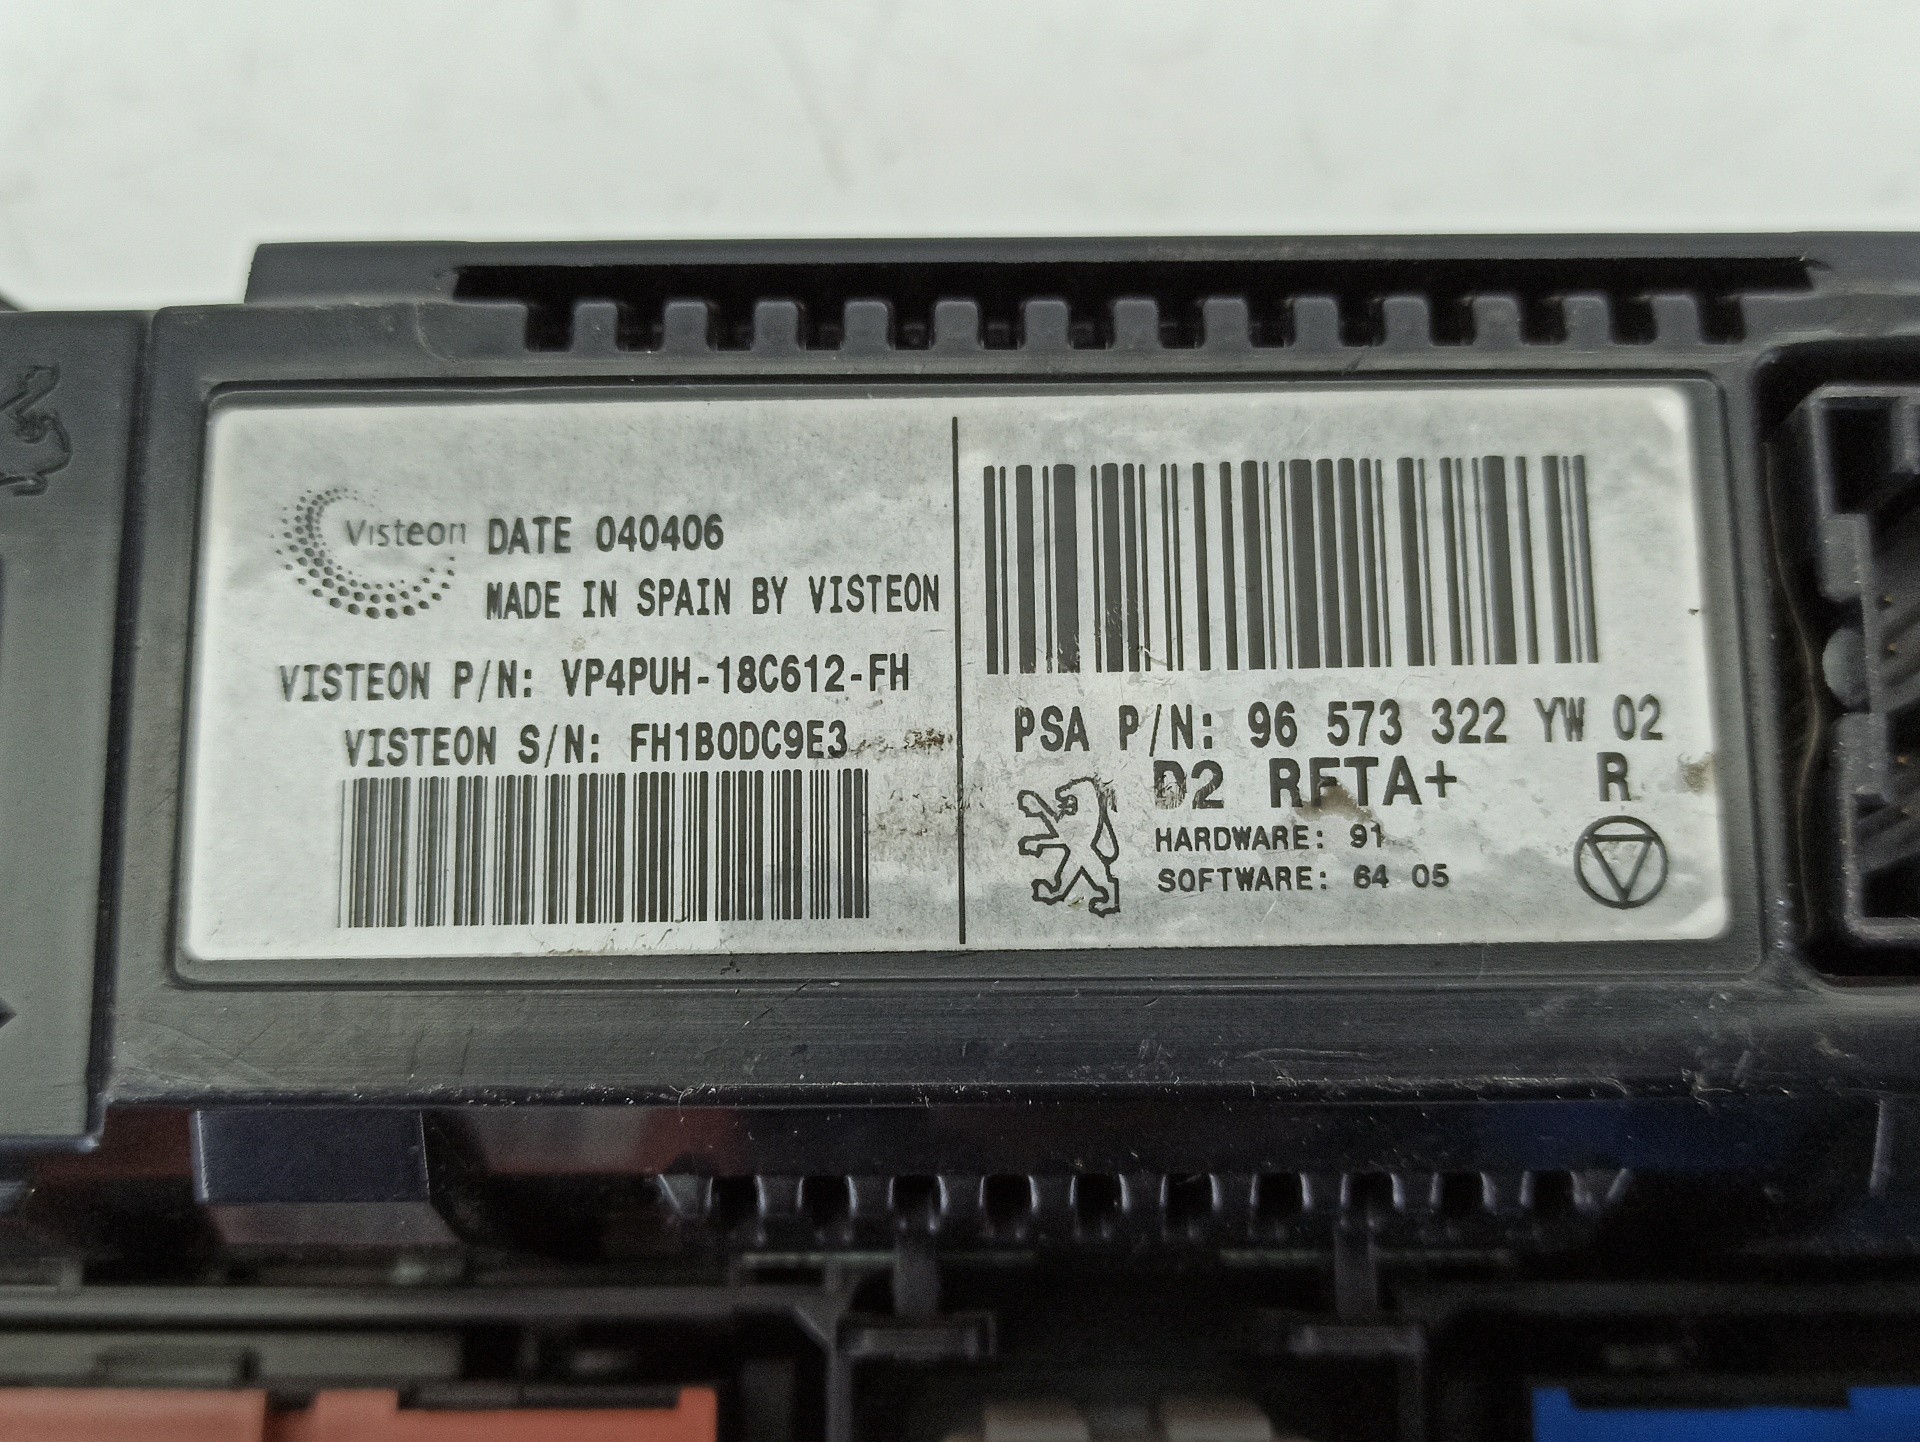 Visteon DATE 040406
MADE IN SPAIN BY VISTEON
VISTEON P/N: VP4PUH-18C612-FH
VISTEON S/N: FH1B0DC9E3
PSA P/N: 96 573 322 YW 02
D2 RFTA+ R
HARDWARE: 91
SOFTWARE: 64 05